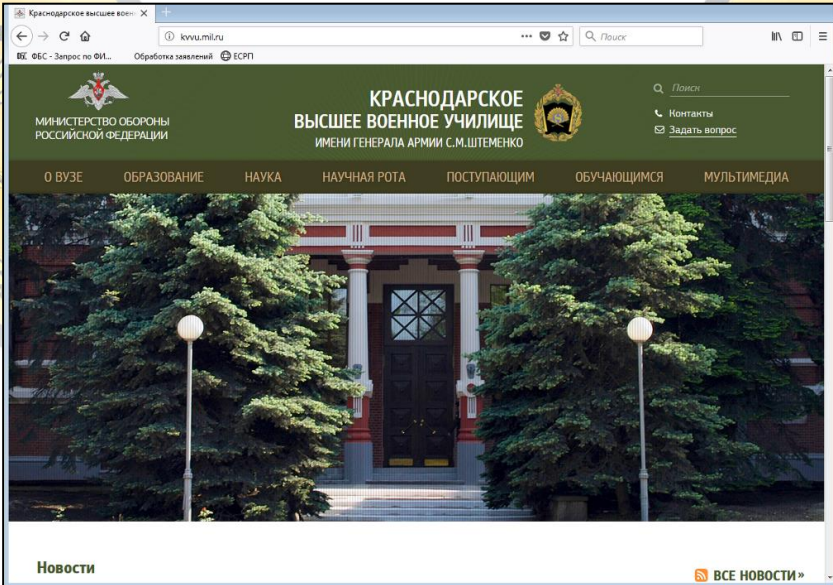 Краснодарское высшее воен
kvvu.mil.ru
Поиск
ФБС - Запрос по ФИ...
Обработка заявлений
ЕСРП
МИНИСТЕРСТВО ОБОРОНЫ
РОССИЙСКОЙ ФЕДЕРАЦИИ
КРАСНОДАРСКОЕ
ВЫСШЕЕ ВОЕННОЕ УЧИЛИЩЕ
ИМЕНИ ГЕНЕРАЛА АРМИИ С.М.ШТЕМЕНКО
Поиск
Контакты
Задать вопрос
О ВУЗЕ
ОБРАЗОВАНИЕ
НАУКА
НАУЧНАЯ РОТА
ПОСТУПАЮЩИМ
ОБУЧАЮЩИМСЯ
МУЛЬТИМЕДИА
Новости
ВСЕ НОВОСТИ»